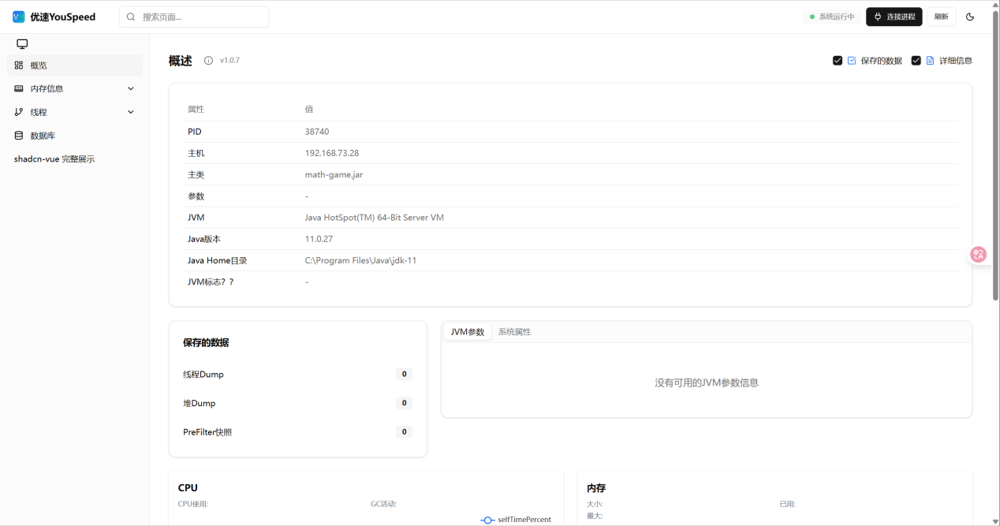 优速YouSpeed
搜索页面...
系统运行中
连接进程
刷新
概览
内存信息
线程
数据库
shadcn-vue 完整展示
概述
v1.0.7
保存的数据
详细信息
属性 值
PID 38740
主机 192.168.73.28
主类 math-game.jar
参数 -
JVM Java HotSpot(TM) 64-Bit Server VM
Java版本 11.0.27
Java Home目录 C:\Program Files\Java\jdk-11
JVM标志？？ -
保存的数据
线程Dump 0
堆Dump 0
PreFilter快照 0
JVM参数 系统属性
没有可用的JVM参数信息
CPU
CPU使用: GC活动:
selfTimePercent
内存
大小: 已用:
最大: